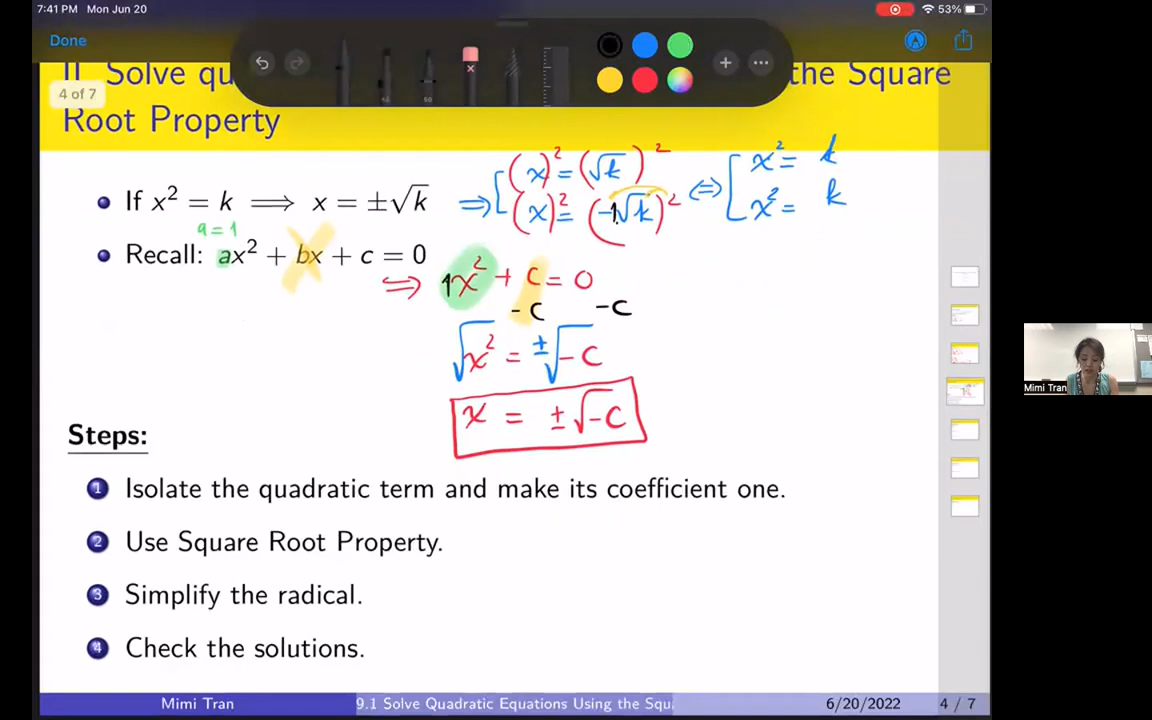 7:41 PM Mon Jun 20
53%
Done
4 of 7
II. Solve qu the Square
Root Property
If x² = k ⟹ x = ±√k
⟹ [ (x)² = (√k)²
(x)² = (-1√k)²
⟺ [ x² = k
x² = k
a = 1
Recall: ax² + bx + c = 0
⟺ 1x² + c = 0
-c -c
√x² = ±√-c
x = ±√-c
Steps:
1 Isolate the quadratic term and make its coefficient one.
2 Use Square Root Property.
3 Simplify the radical.
4 Check the solutions.
Mimi Tran
Mimi Tran 9.1 Solve Quadratic Equations Using the Squ 6/20/2022 4 / 7